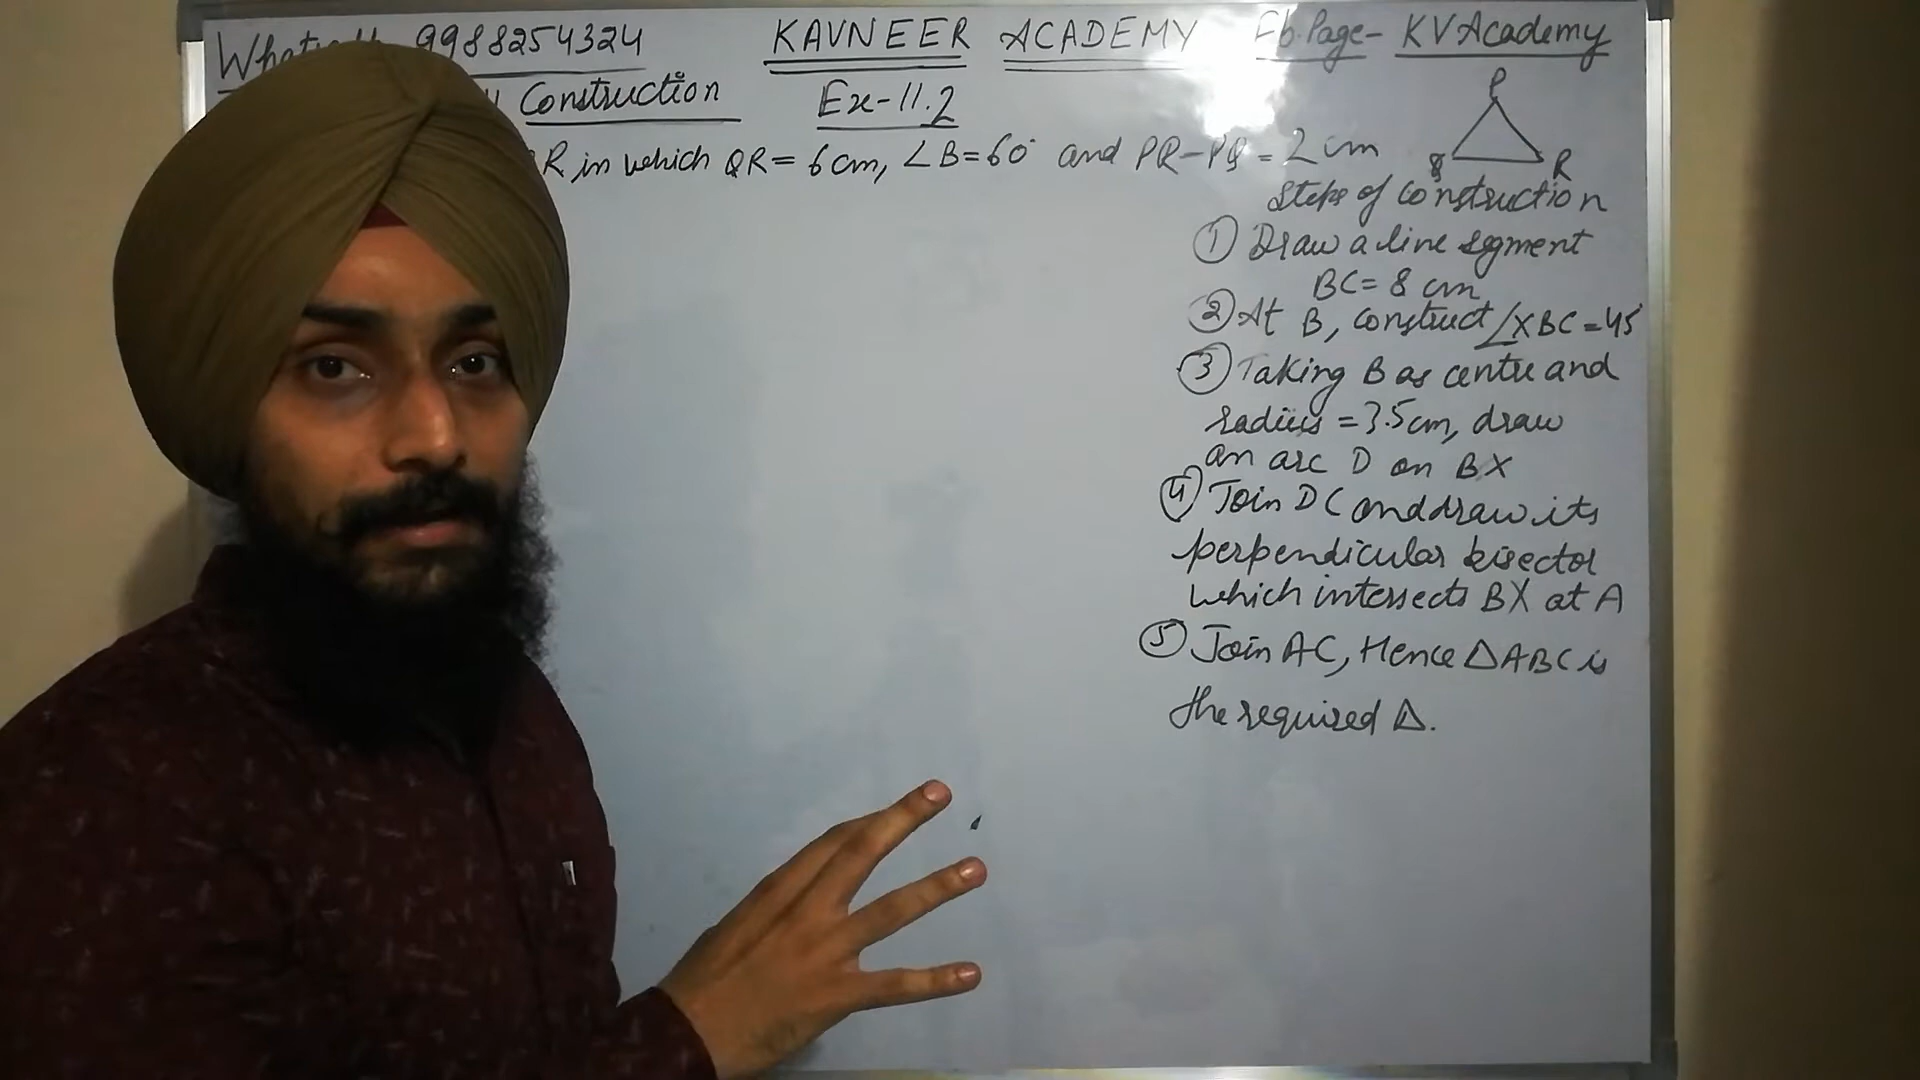 9988254324 KAVNEER ACADEMY Fb.Page- KVAcademy
Construction Ex-11.2
P
R in which QR = 6 cm, ∠B=60° and PR-PQ = 2 cm
Q R
Steps of construction
① Draw a line segment
BC = 8 cm
② At B, construct ∠XBC = 45°
③ Taking B as centre and
radius = 3.5cm, draw
an arc D on BX
④ Join DC and draw its
perpendicular bisector
which intersects BX at A
⑤ Join AC, Hence △ABC is
the required △.